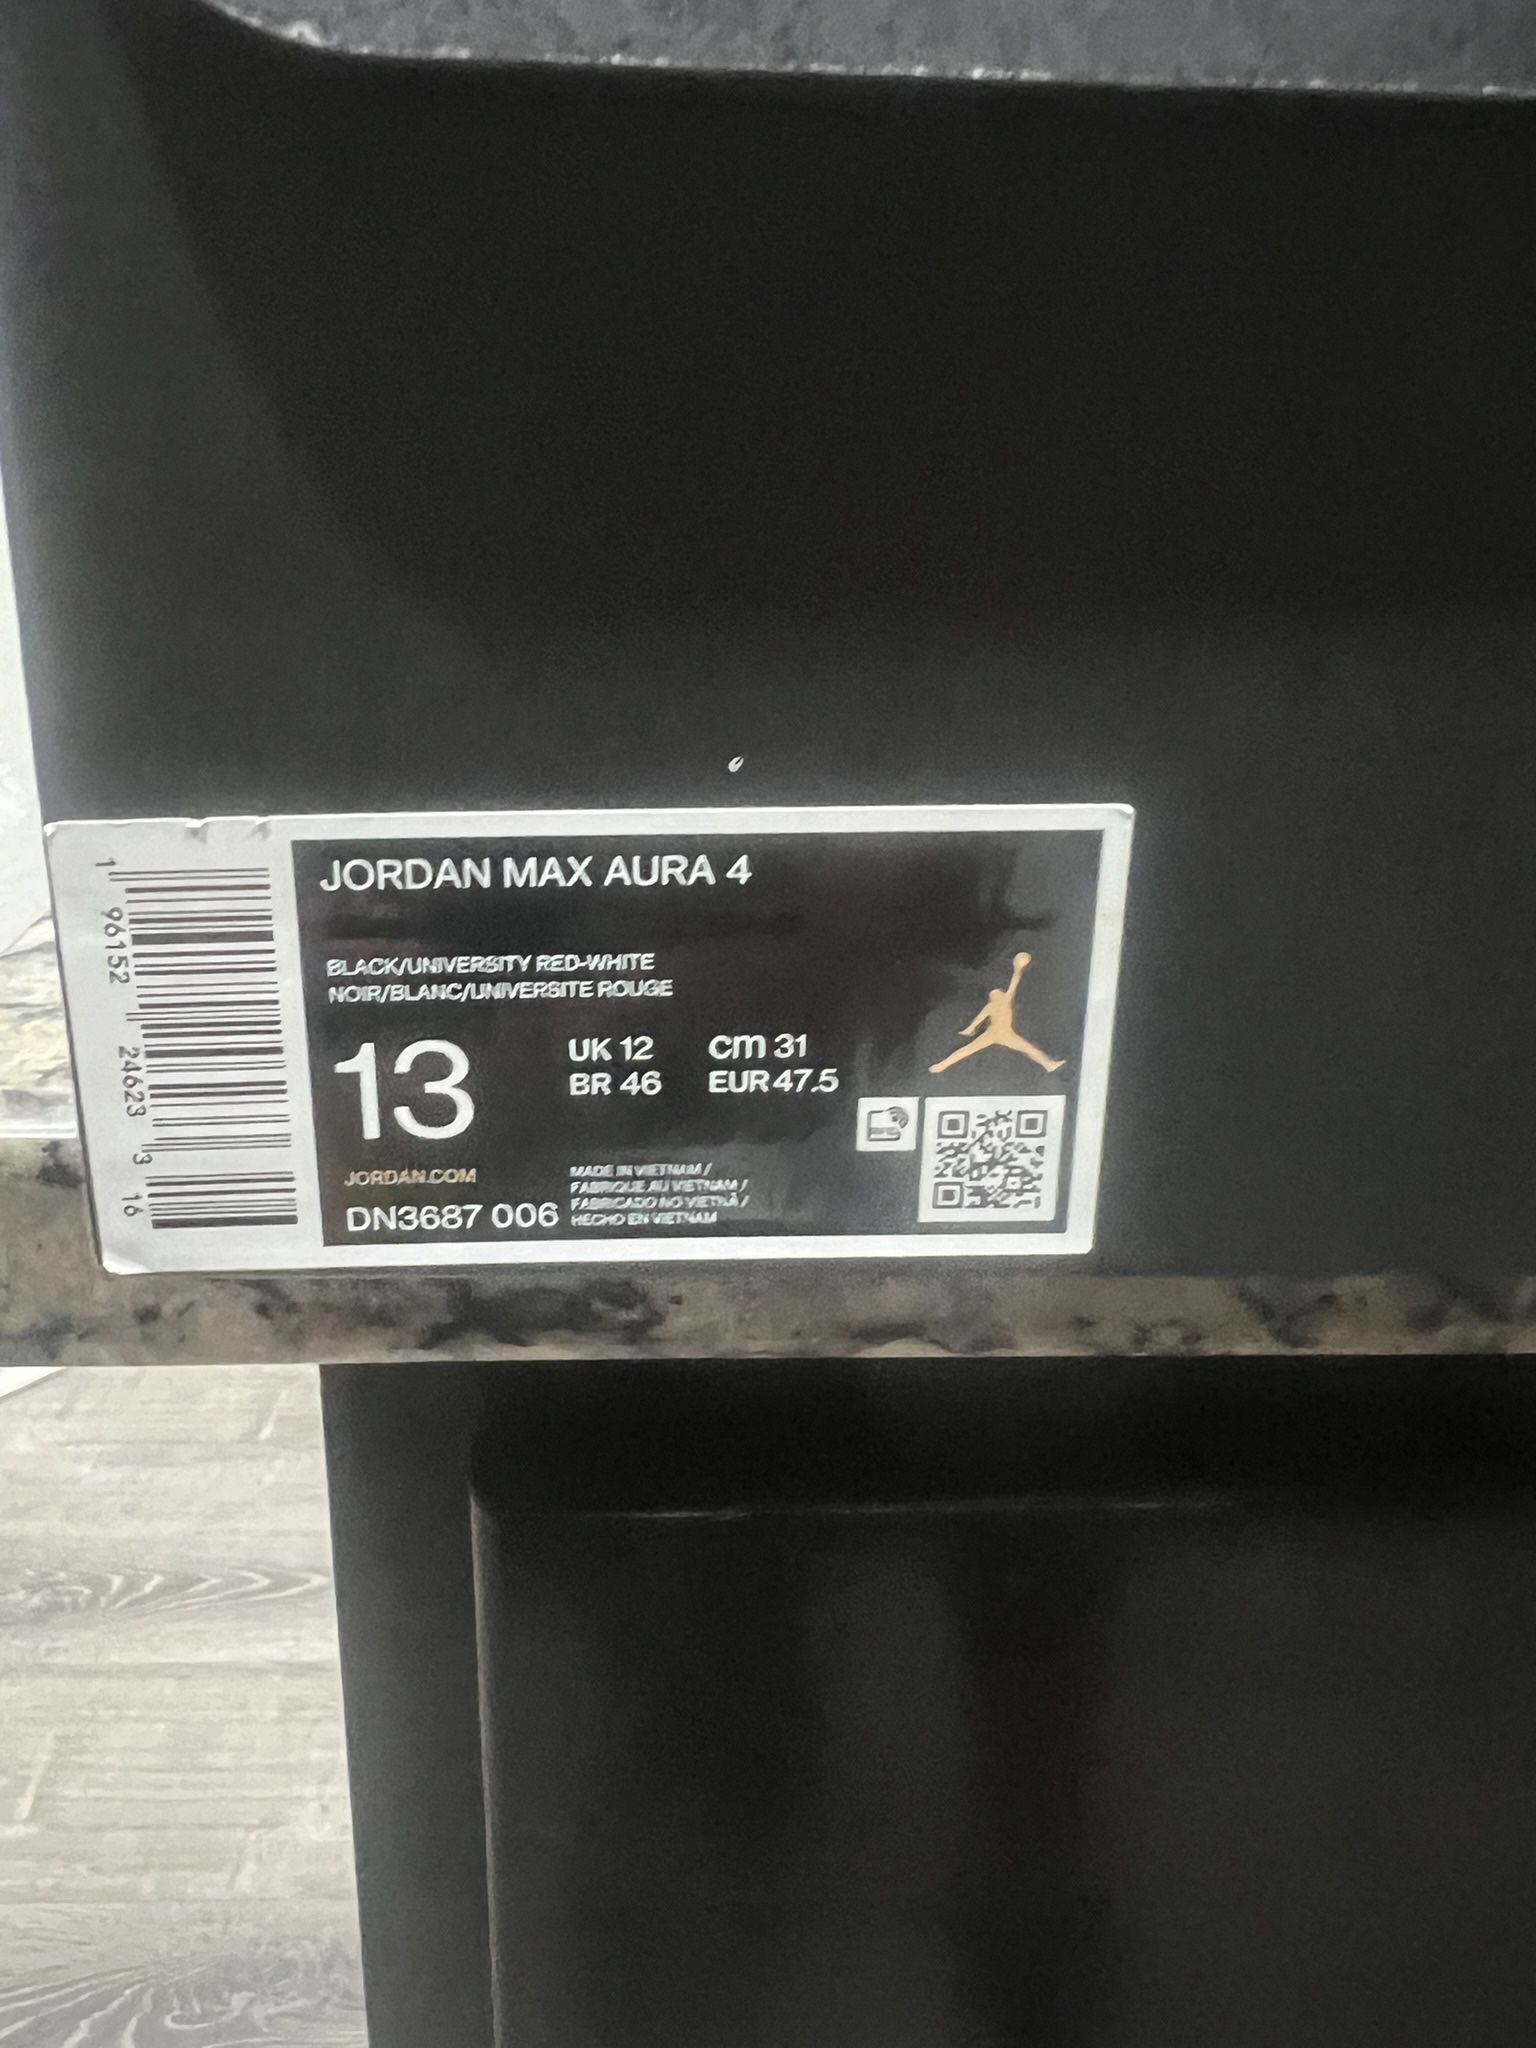 JORDAN MAX AURA 4
BLACK/UNIVERSITY RED-WHITE
NOIR/BLANC/UNIVERSITE ROUGE
13
UK 12
cm 31
BR 46
EUR 47.5
JORDAN.COM
DN3687 006
MADE IN VIETNAM /
FABRIQUE AU VIETNAM /
FABRICADO NO VIETNÃ /
HECHO EN VIETNAM
1 96152 24623 3 16